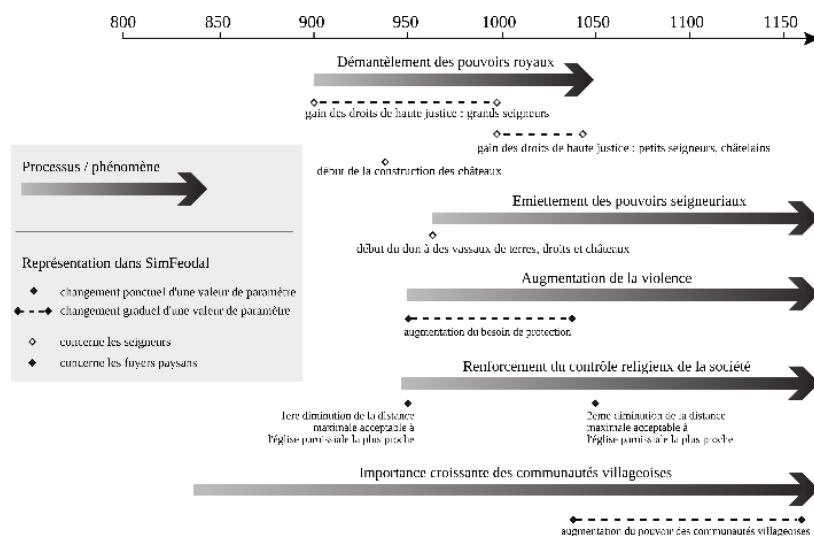 800 850 900 950 1000 1050 1100 1150
Démantèlement des pouvoirs royaux
gain des droits de haute justice : grands seigneurs
gain des droits de haute justice : petits seigneurs, châtelains
début de la construction des châteaux
Processus / phénomène
Emiettement des pouvoirs seigneuriaux
début du don à des vassaux de terres, droits et châteaux
Représentation dans SimFeodal
changement ponctuel d'une valeur de paramètre
changement graduel d'une valeur de paramètre
concerne les seigneurs
concerne les foyers paysans
Augmentation de la violence
augmentation du besoin de protection
Renforcement du contrôle religieux de la société
1ère diminution de la distance
maximale acceptable à
l'église paroissiale la plus proche
2ème diminution de la distance
maximale acceptable à
l'église paroissiale la plus proche
Importance croissante des communautés villageoises
augmentation du pouvoir des communautés villageoises